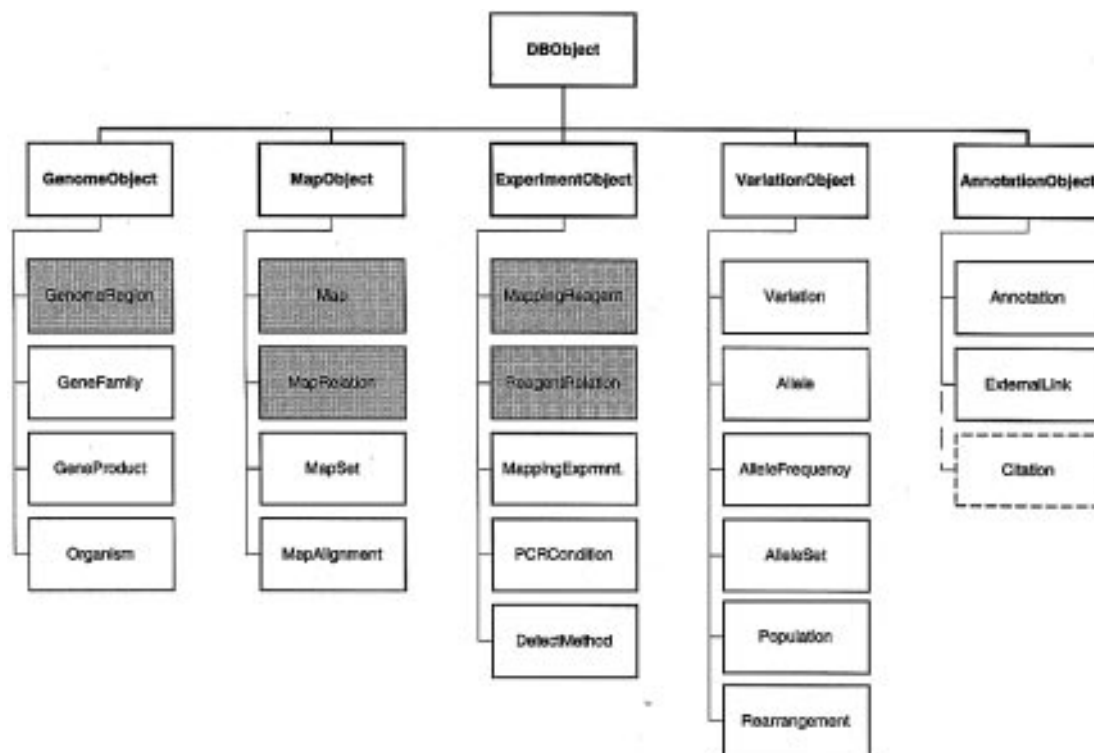 DBObject
GenomeObject
MapObject
ExperimentObject
VariationObject
AnnotationObject
GenomeRegion
Map
MappingReagent
Variation
Annotation
GeneFamily
MapRelation
ReagentRelation
Allele
ExternalLink
GeneProduct
MapSet
MappingExprmnt.
AlleleFrequency
Citation
Organism
MapAlignment
PCRCondition
AlleleSet
DetectMethod
Population
Rearrangement